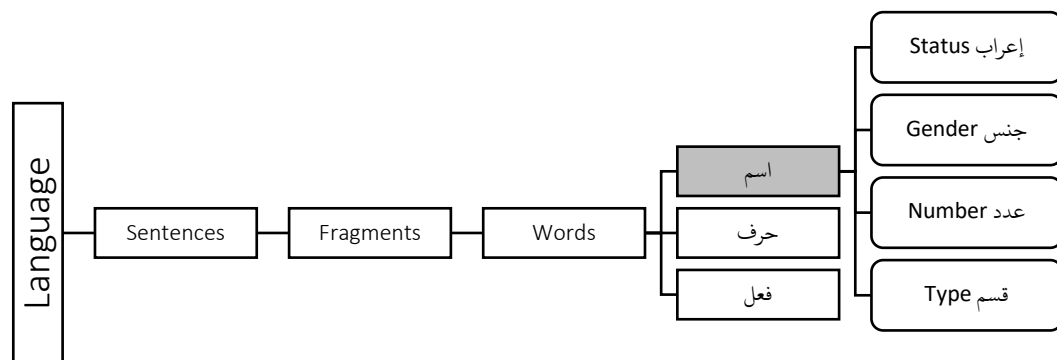 Language
Sentences
Fragments
Words
اسم
حرف
فعل
Status إعراب
Gender جنس
Number عدد
Type قسم